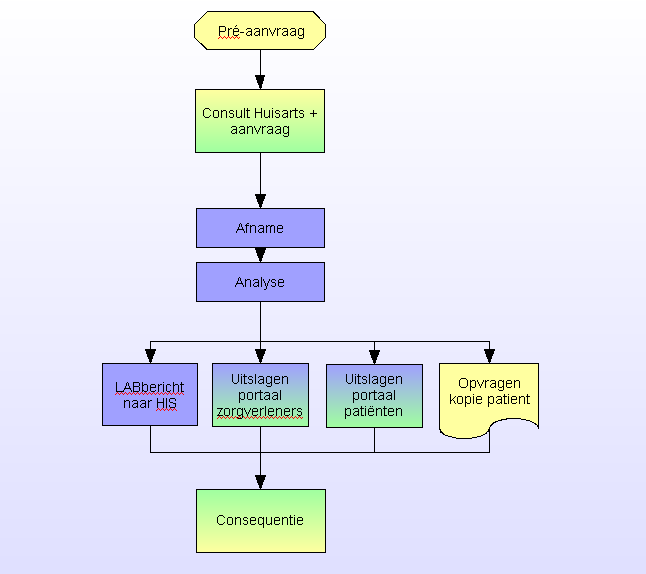 Pré-aanvraag
Consult Huisarts +
aanvraag
Afname
Analyse
LABbericht
naar HIS
Uitslagen
portaal
zorgverleners
Uitslagen
portaal
patiënten
Opvragen
kopie patient
Consequentie